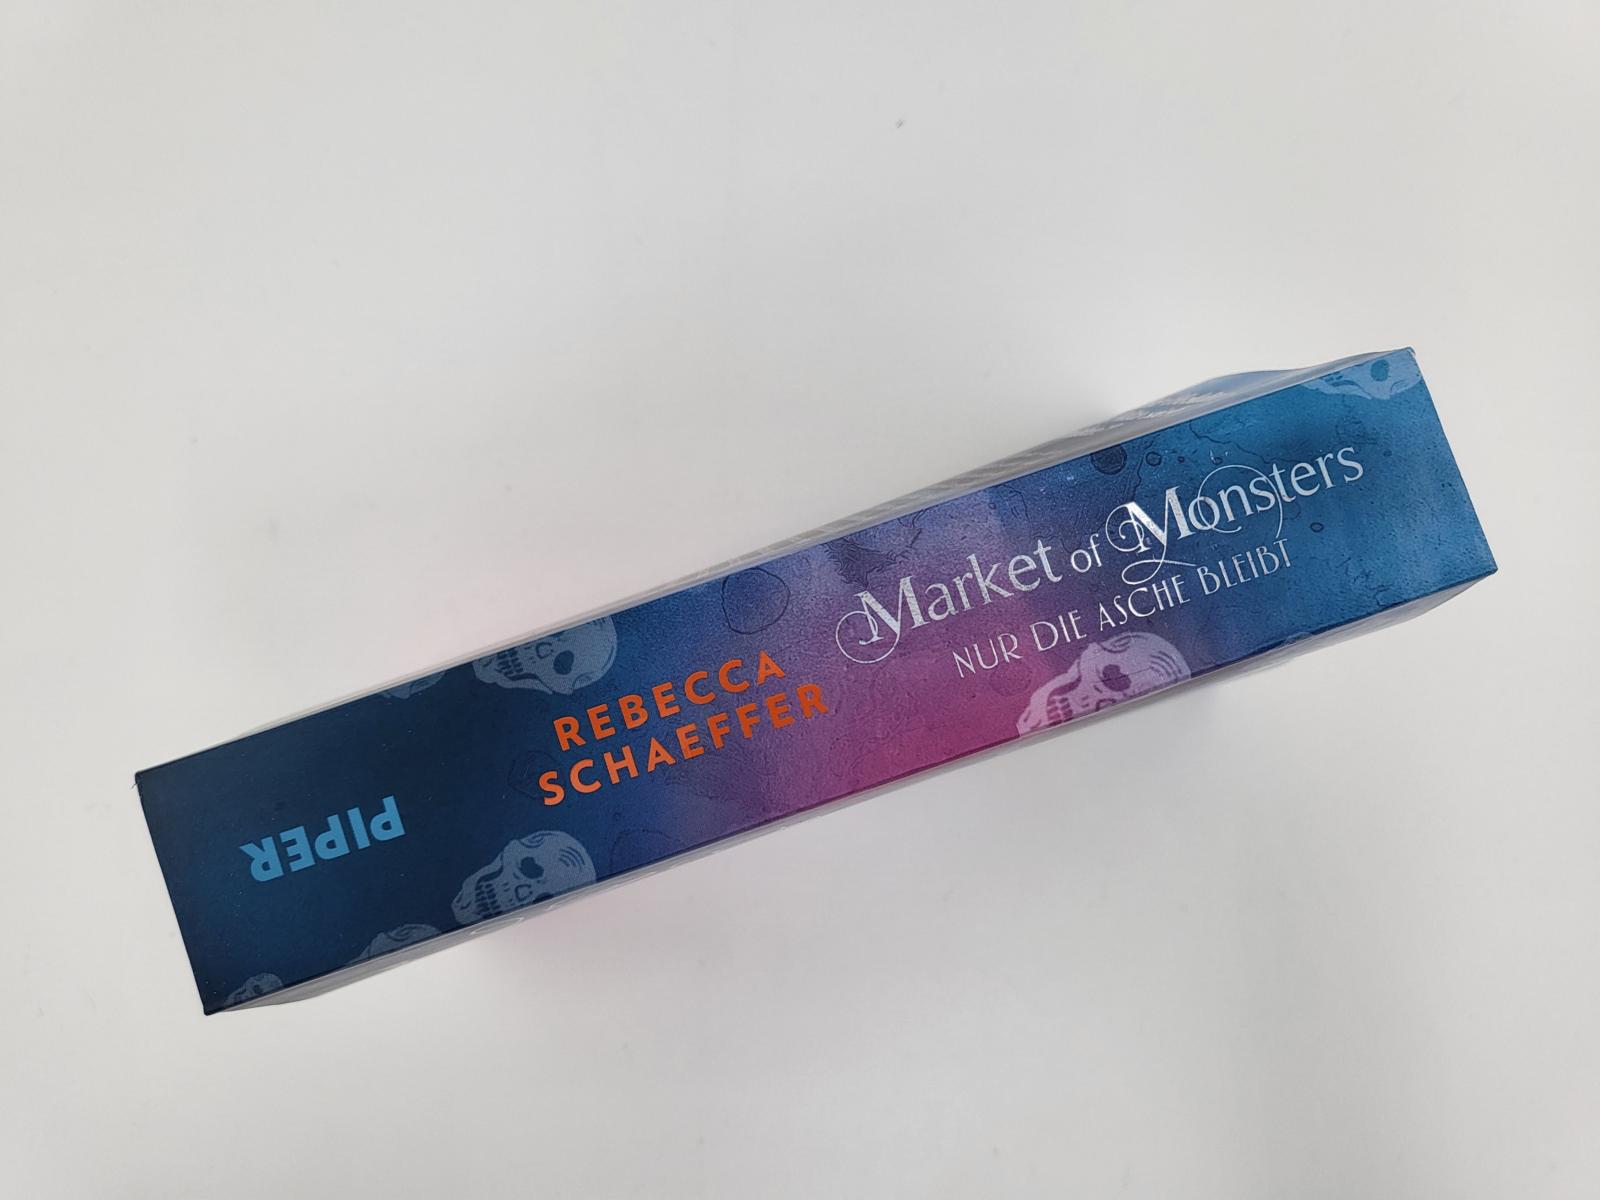 REBECCA
SCHAEFFER
Market of Monsters
NUR DIE ASCHE BLEIBT
PIPER